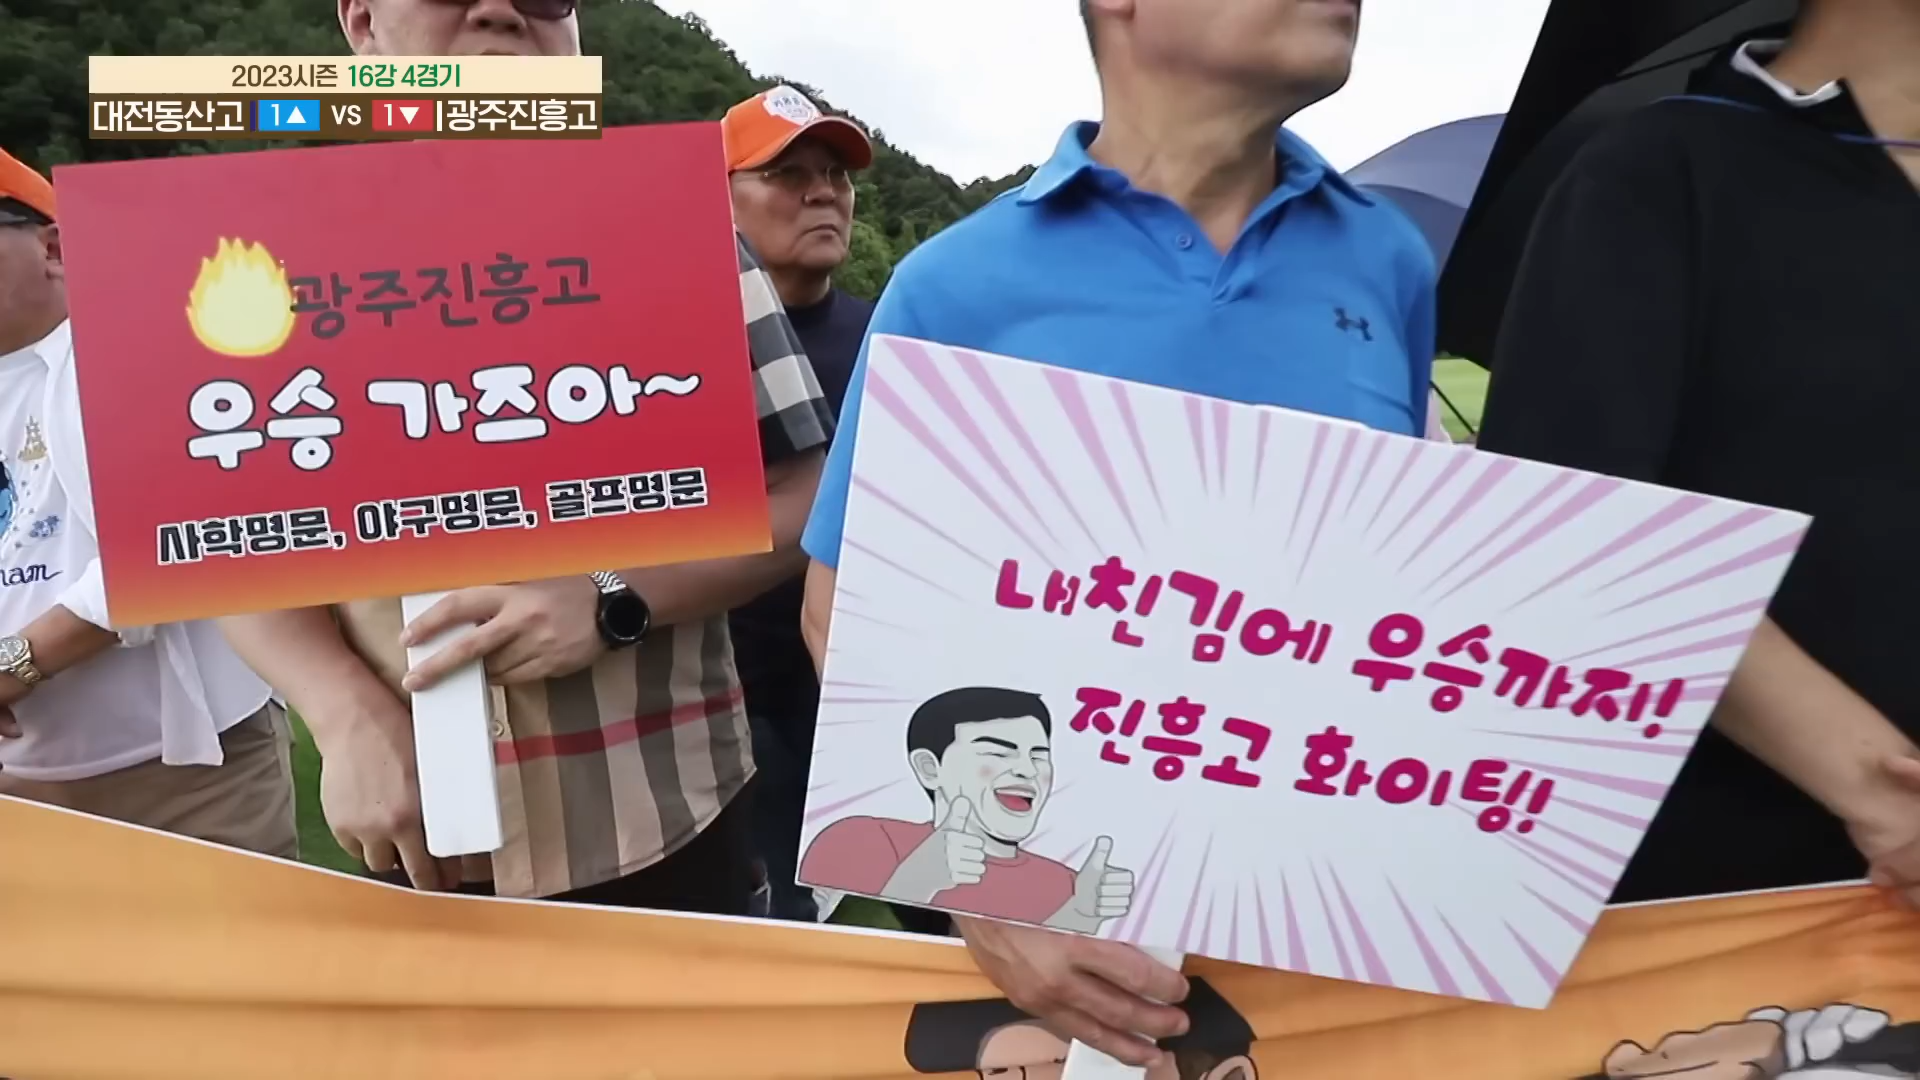 2023시즌 16강 4경기
대전동산고 1▲ VS 1▼ 광주진흥고
광주진흥고
우승 가즈아~
사학명문, 야구명문, 골프명문
내친김에 우승까지!
진흥고 화이팅!!